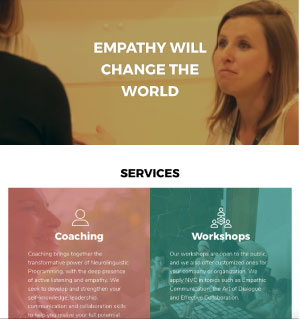 EMPATHY WILL
CHANGE THE
WORLD
SERVICES
Coaching
Coaching brings together the
transformative power of Neurolinguistic
Programming, with the deep presence
of active listening and empathy. We
seek to develop and strengthen your
self-knowledge, leadership,
communication and collaboration skills
to help you realize your full potential
Workshops
Our workshops are open to the public,
and we also offer customized ones for
your company or organization. We
apply NVC in topics such as Empathic
Communication, the Art of Dialogue
and Effective Collaboration.